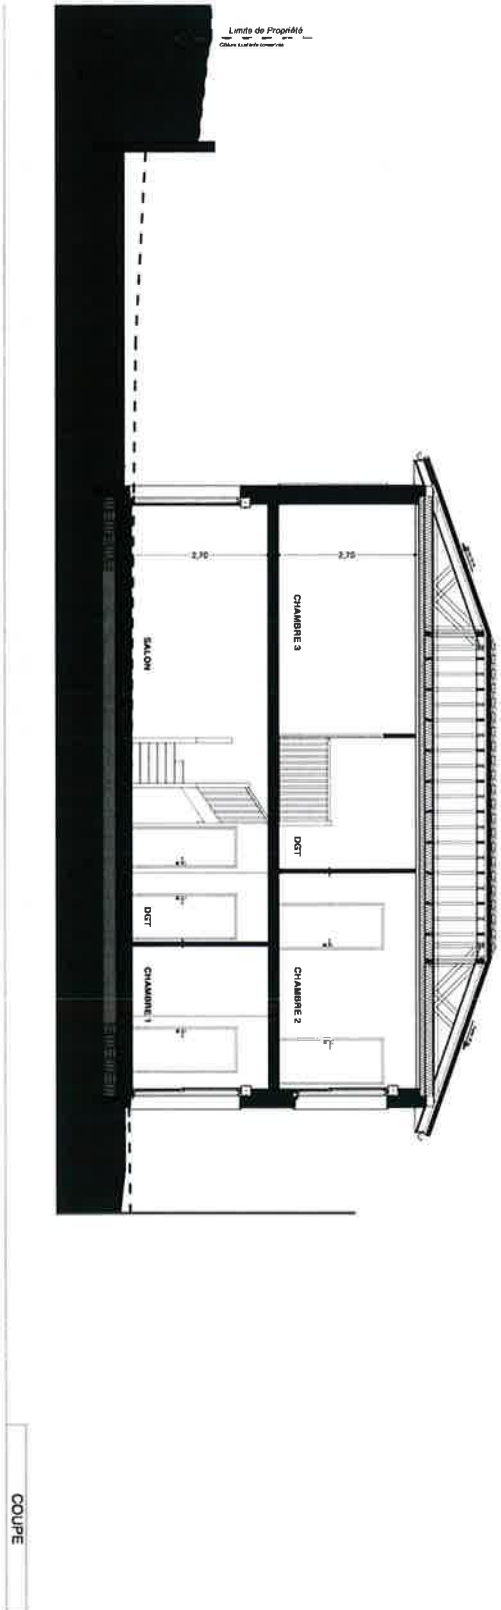 Limite de Propriété
2,70
2,70
CHAMBRE 3
SALON
DGT
DGT
CHAMBRE 2
CHAMBRE 1
COUPE